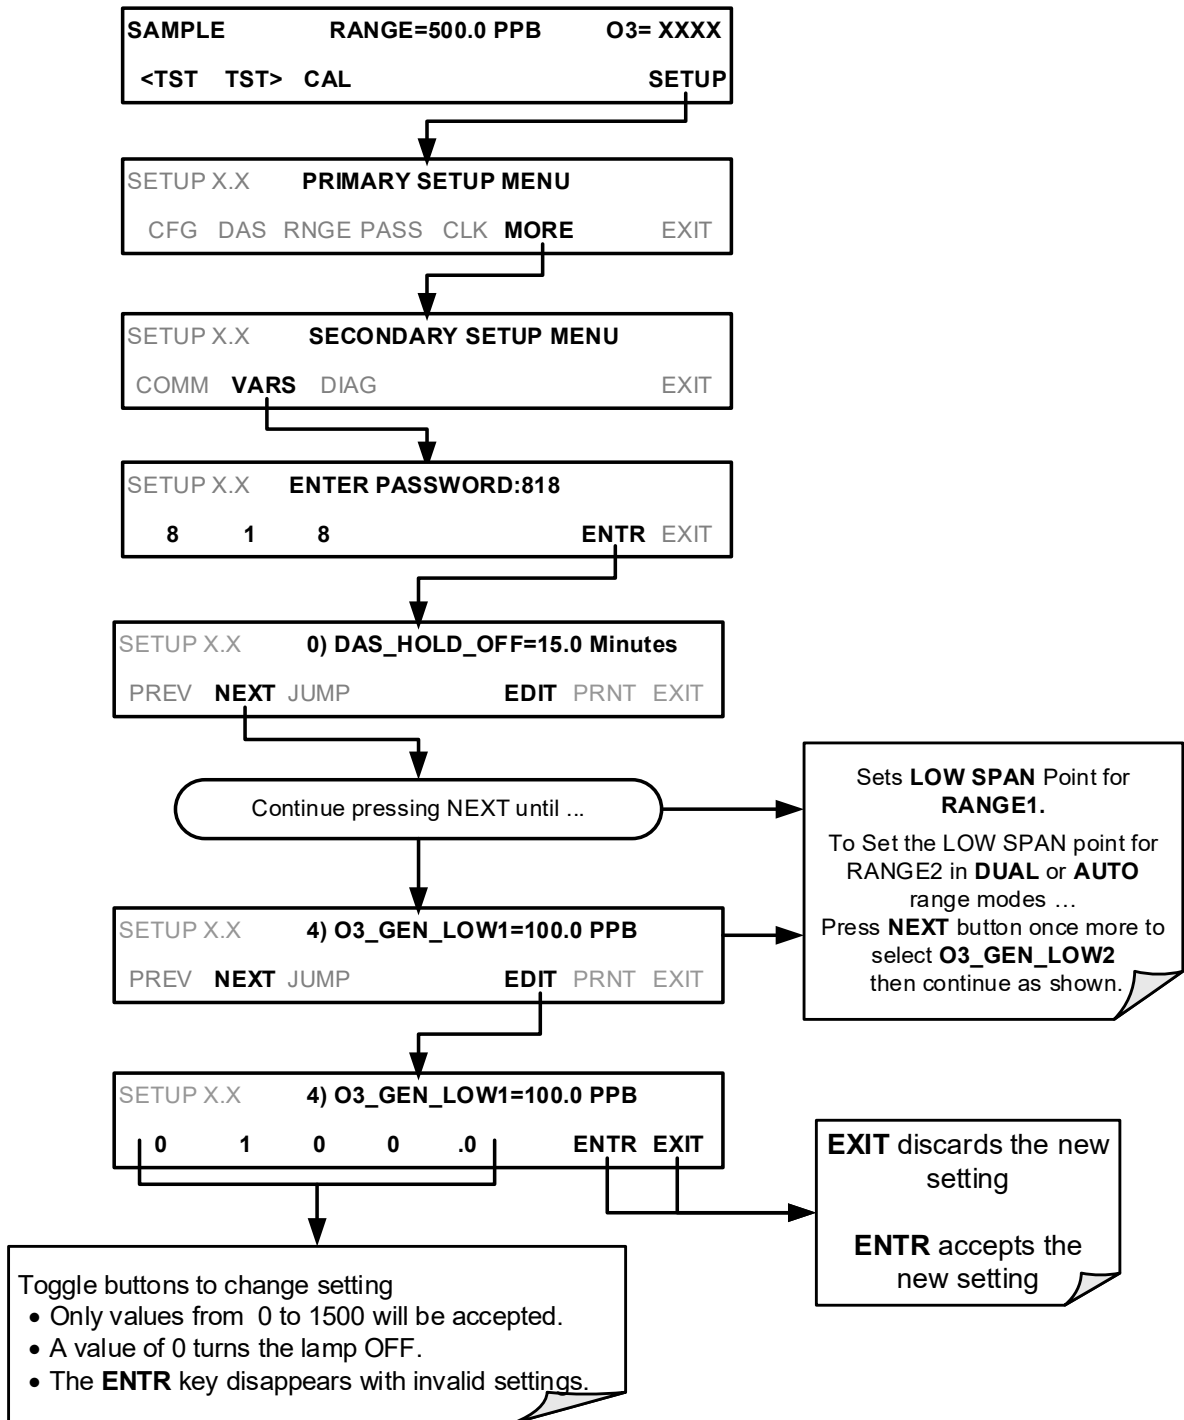 SAMPLE RANGE=500.0 PPB O3= XXXX
<TST TST> CAL SETUP
SETUP X.X PRIMARY SETUP MENU
CFG DAS RNGE PASS CLK MORE EXIT
SETUP X.X SECONDARY SETUP MENU
COMM VARS DIAG EXIT
SETUP X.X ENTER PASSWORD:818
8 1 8 ENTR EXIT
SETUP X.X 0) DAS_HOLD_OFF=15.0 Minutes
PREV NEXT JUMP EDIT PRNT EXIT
Continue pressing NEXT until ...
Sets LOW SPAN Point for
RANGE1.
To Set the LOW SPAN point for
RANGE2 in DUAL or AUTO
range modes ...
Press NEXT button once more to
select O3_GEN_LOW2
then continue as shown.
SETUP X.X 4) O3_GEN_LOW1=100.0 PPB
PREV NEXT JUMP EDIT PRNT EXIT
SETUP X.X 4) O3_GEN_LOW1=100.0 PPB
0 1 0 0 .0 ENTR EXIT
EXIT discards the new
setting
ENTR accepts the
new setting
Toggle buttons to change setting
• Only values from 0 to 1500 will be accepted.
• A value of 0 turns the lamp OFF.
• The ENTR key disappears with invalid settings.